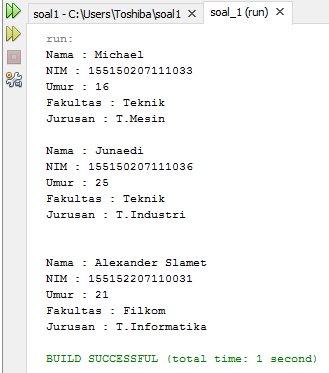 soal1 - C:\Users\Toshiba\soal1 × soal_1 (run) ×
run:
Nama : Michael
NIM : 155150207111033
Umur : 16
Fakultas : Teknik
Jurusan : T.Mesin
Nama : Junaedi
NIM : 155150207111036
Umur : 25
Fakultas : Teknik
Jurusan : T.Industri
Nama : Alexander Slamet
NIM : 155152207110031
Umur : 21
Fakultas : Filkom
Jurusan : T.Informatika
BUILD SUCCESSFUL (total time: 1 second)